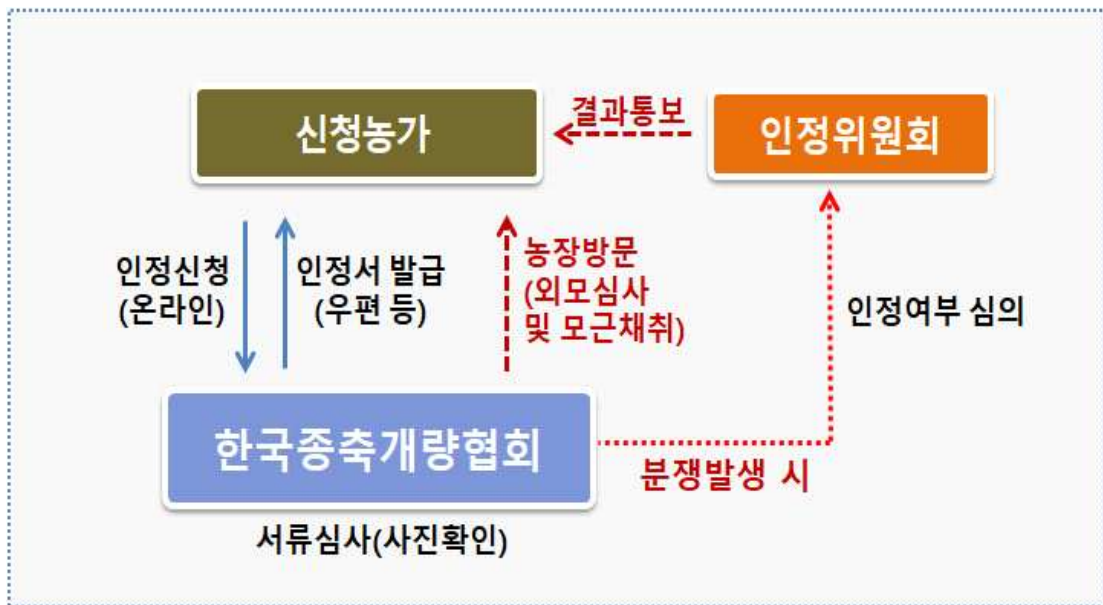 신청농가
결과통보
인정위원회
인정신청
(온라인)
인정서 발급
(우편 등)
농장방문
(외모심사
및 모근채취)
인정여부 심의
한국종축개량협회
분쟁발생 시
서류심사(사진확인)